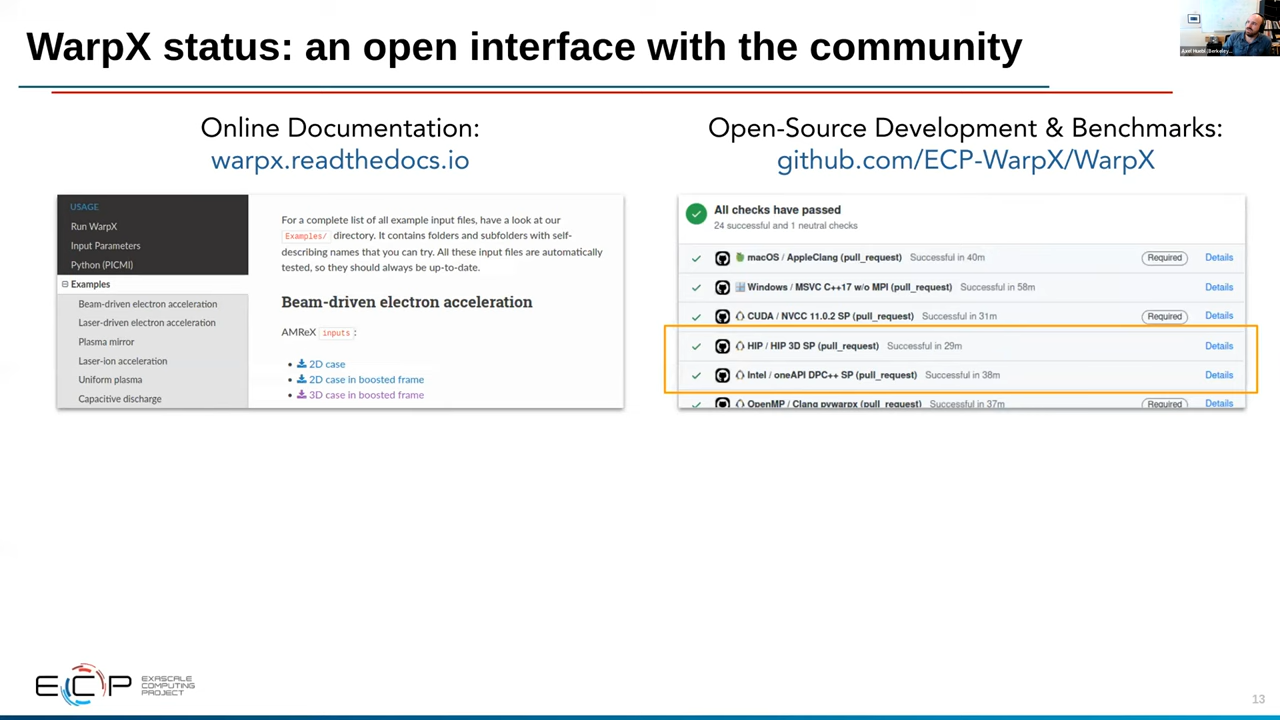 WarpX status: an open interface with the community
Axel Huebl (Berkeley...
Online Documentation:
warpx.readthedocs.io
USAGE
Run WarpX
Input Parameters
Python (PICMI)
Examples
Beam-driven electron acceleration
Laser-driven electron acceleration
Plasma mirror
Laser-ion acceleration
Uniform plasma
Capacitive discharge
For a complete list of all example input files, have a look at our
Examples/ directory. It contains folders and subfolders with self-
describing names that you can try. All these input files are automatically
tested, so they should always be up-to-date.
Beam-driven electron acceleration
AMReX inputs :
• 2D case
• 2D case in boosted frame
• 3D case in boosted frame
Open-Source Development & Benchmarks:
github.com/ECP-WarpX/WarpX
All checks have passed
24 successful and 1 neutral checks
macOS / AppleClang (pull_request) Successful in 40m Required Details
Windows / MSVC C++17 w/o MPI (pull_request) Successful in 58m Details
CUDA / NVCC 11.0.2 SP (pull_request) Successful in 31m Required Details
HIP / HIP 3D SP (pull_request) Successful in 29m Details
Intel / oneAPI DPC++ SP (pull_request) Successful in 38m Details
OpenMP / Clang pywarpx (pull_request) Successful in 37m Required Details
ECP
EXASCALE
COMPUTING
PROJECT
13